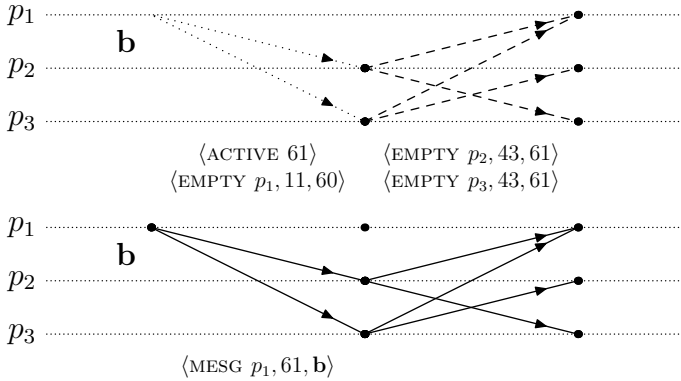 p₁
b
p₂
p₃
⟨ACTIVE 61⟩ ⟨EMPTY p₂, 43, 61⟩
⟨EMPTY p₁, 11, 60⟩ ⟨EMPTY p₃, 43, 61⟩
p₁
b
p₂
p₃
⟨MESG p₁, 61, b⟩